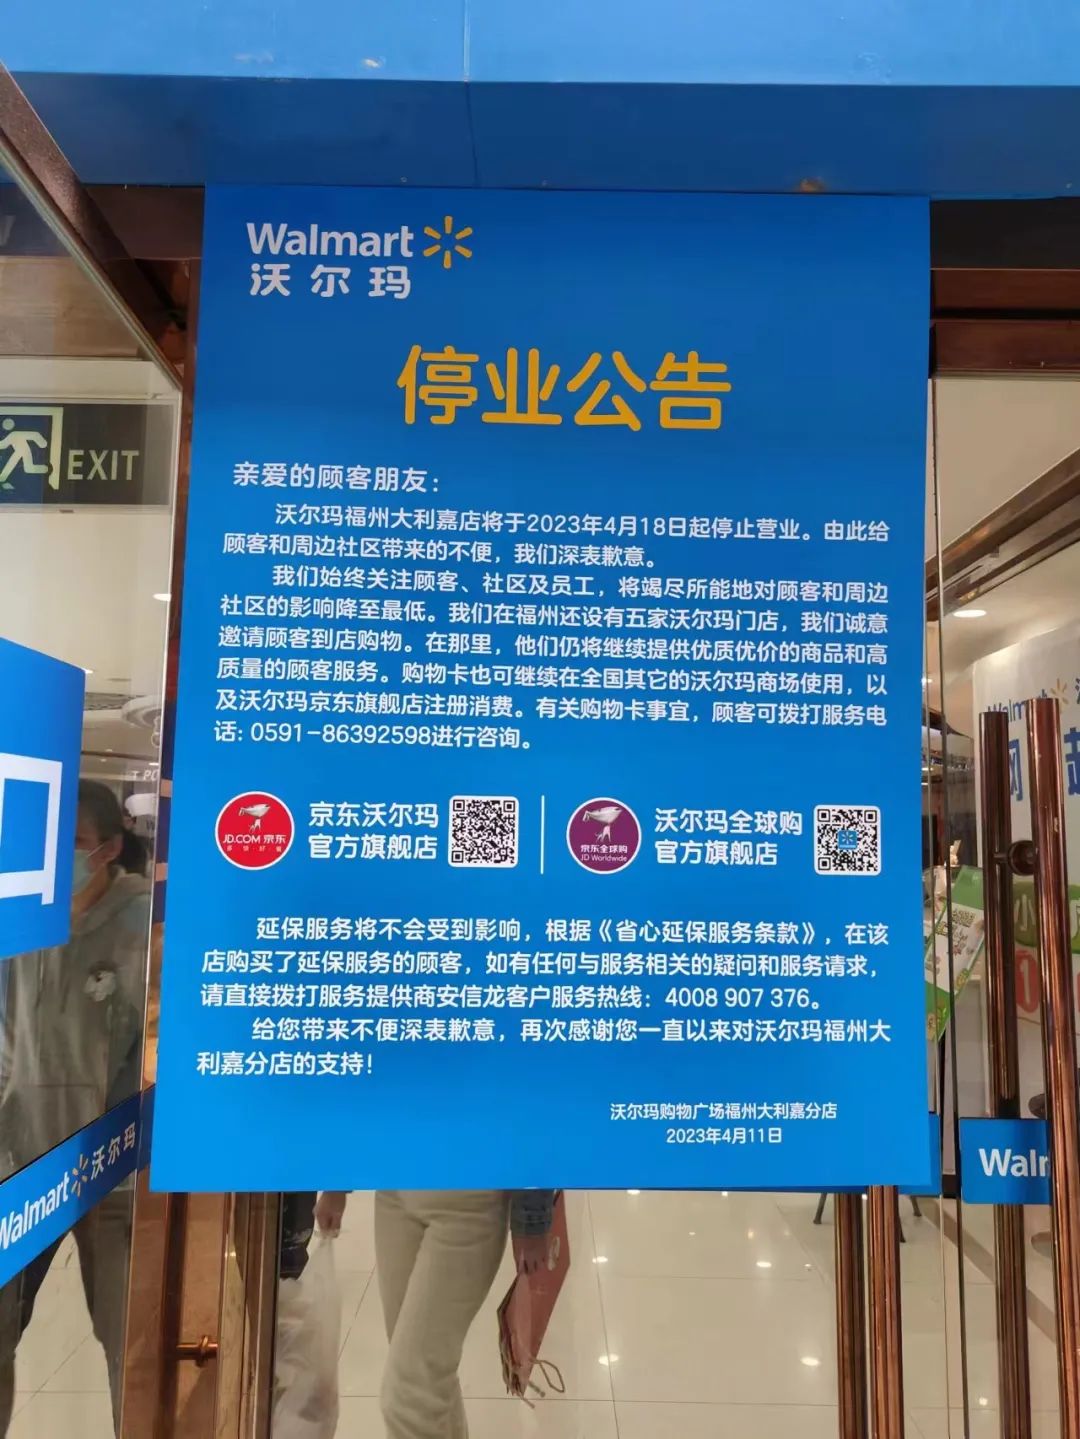 Walmart
沃尔玛
停业公告
亲爱的顾客朋友：
沃尔玛福州大利嘉店将于2023年4月18日起停止营业。由此给
顾客和周边社区带来的不便，我们深表歉意。
我们始终关注顾客、社区及员工，将竭尽所能地对顾客和周边
社区的影响降至最低。我们在福州还设有五家沃尔玛门店，我们诚意
邀请顾客到店购物。在那里，他们仍将继续提供优质优价的商品和高
质量的顾客服务。购物卡也可继续在全国其它的沃尔玛商场使用，以
及沃尔玛京东旗舰店注册消费。有关购物卡事宜，顾客可拨打服务电
话：0591-86392598进行咨询。
JD.COM 京东
京东沃尔玛
官方旗舰店
京东全球购
JD Worldwide
沃尔玛全球购
官方旗舰店
延保服务将不会受到影响，根据《省心延保服务条款》，在该
店购买了延保服务的顾客，如有任何与服务相关的疑问和服务请求，
请直接拨打服务提供商安信龙客户服务热线：4008 907 376。
给您带来不便深表歉意，再次感谢您一直以来对沃尔玛福州大
利嘉分店的支持！
沃尔玛购物广场福州大利嘉分店
2023年4月11日
EXIT
Walmart 沃尔玛
Walm